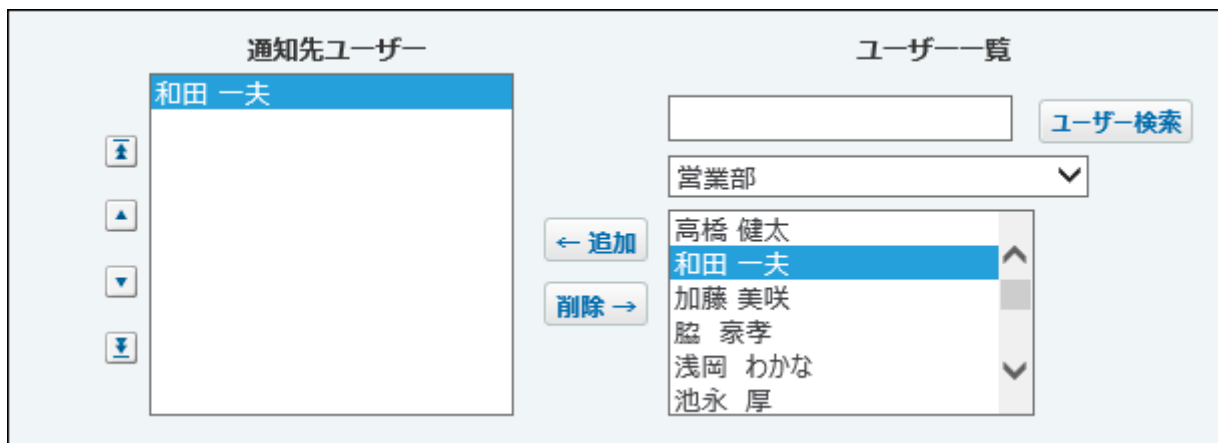 通知先ユーザー
和田 一夫
ユーザー一覧
ユーザー検索
営業部
← 追加
削除 →
高橋 健太
和田 一夫
加藤 美咲
脇 豪孝
浅岡 わかな
池永 厚